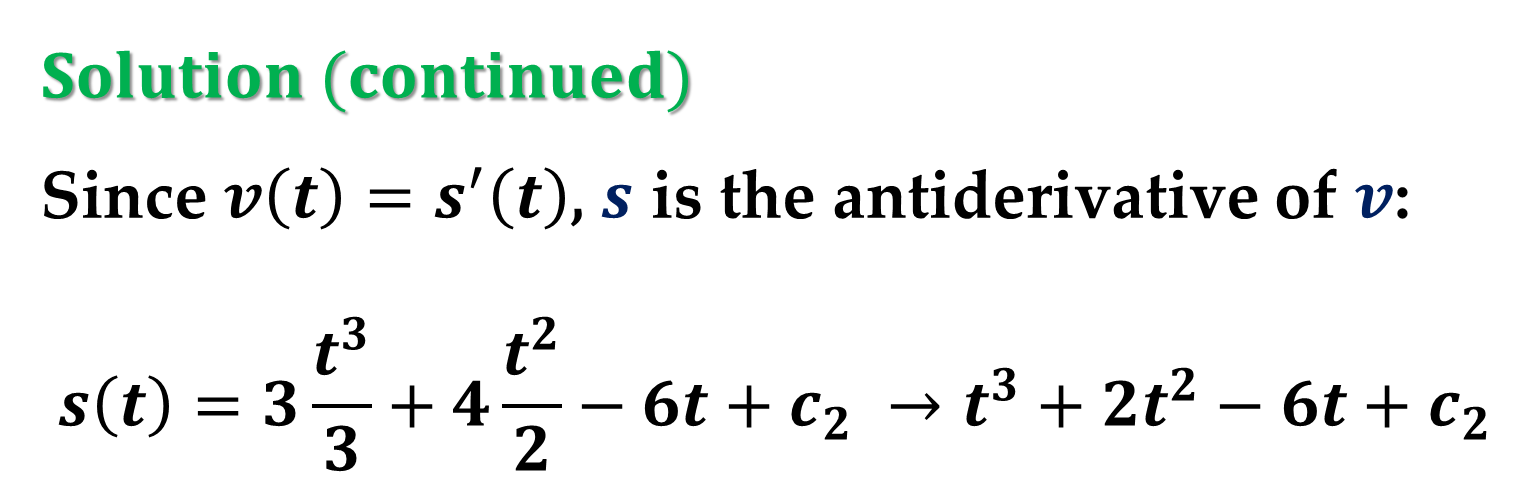 Solution (continued)
Since v(t) = s′(t), s is the antiderivative of v:
s(t) = 3 t³/3 + 4 t²/2 − 6t + c₂ → t³ + 2t² − 6t + c₂